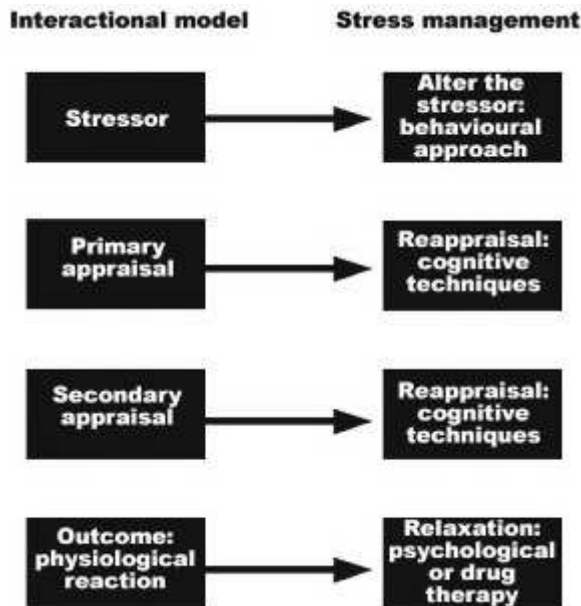 Interactional model
Stress management
Stressor
Alter the
stressor:
behavioural
approach
Primary
appraisal
Reappraisal:
cognitive
techniques
Secondary
appraisal
Reappraisal:
cognitive
techniques
Outcome:
physiological
reaction
Relaxation:
psychological
or drug
therapy